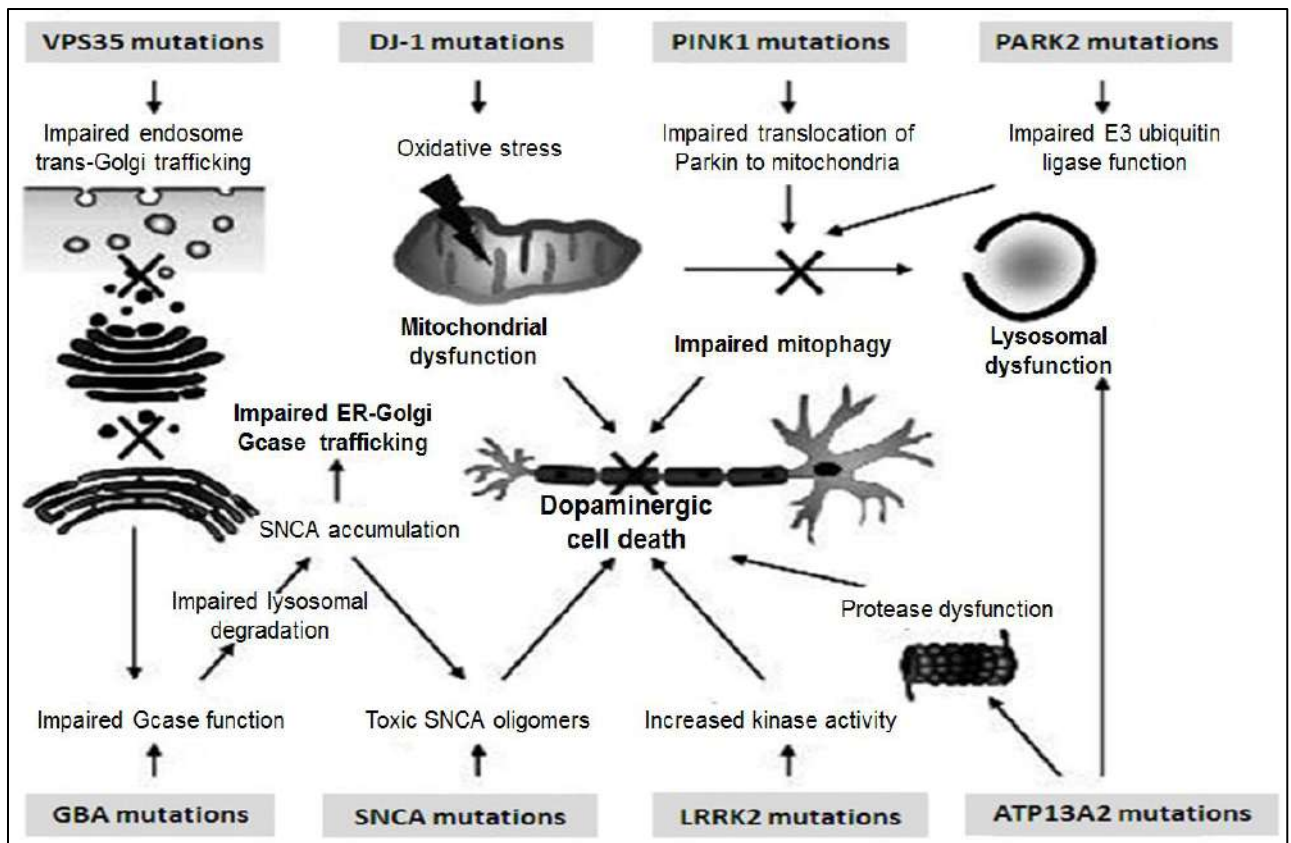 VPS35 mutations
DJ-1 mutations
PINK1 mutations
PARK2 mutations
Impaired endosome
trans-Golgi trafficking
Oxidative stress
Impaired translocation of
Parkin to mitochondria
Impaired E3 ubiquitin
ligase function
Mitochondrial
dysfunction
Impaired mitophagy
Lysosomal
dysfunction
Impaired ER-Golgi
Gcase trafficking
Dopaminergic
cell death
SNCA accumulation
Impaired lysosomal
degradation
Protease dysfunction
Impaired Gcase function
Toxic SNCA oligomers
Increased kinase activity
GBA mutations
SNCA mutations
LRRK2 mutations
ATP13A2 mutations